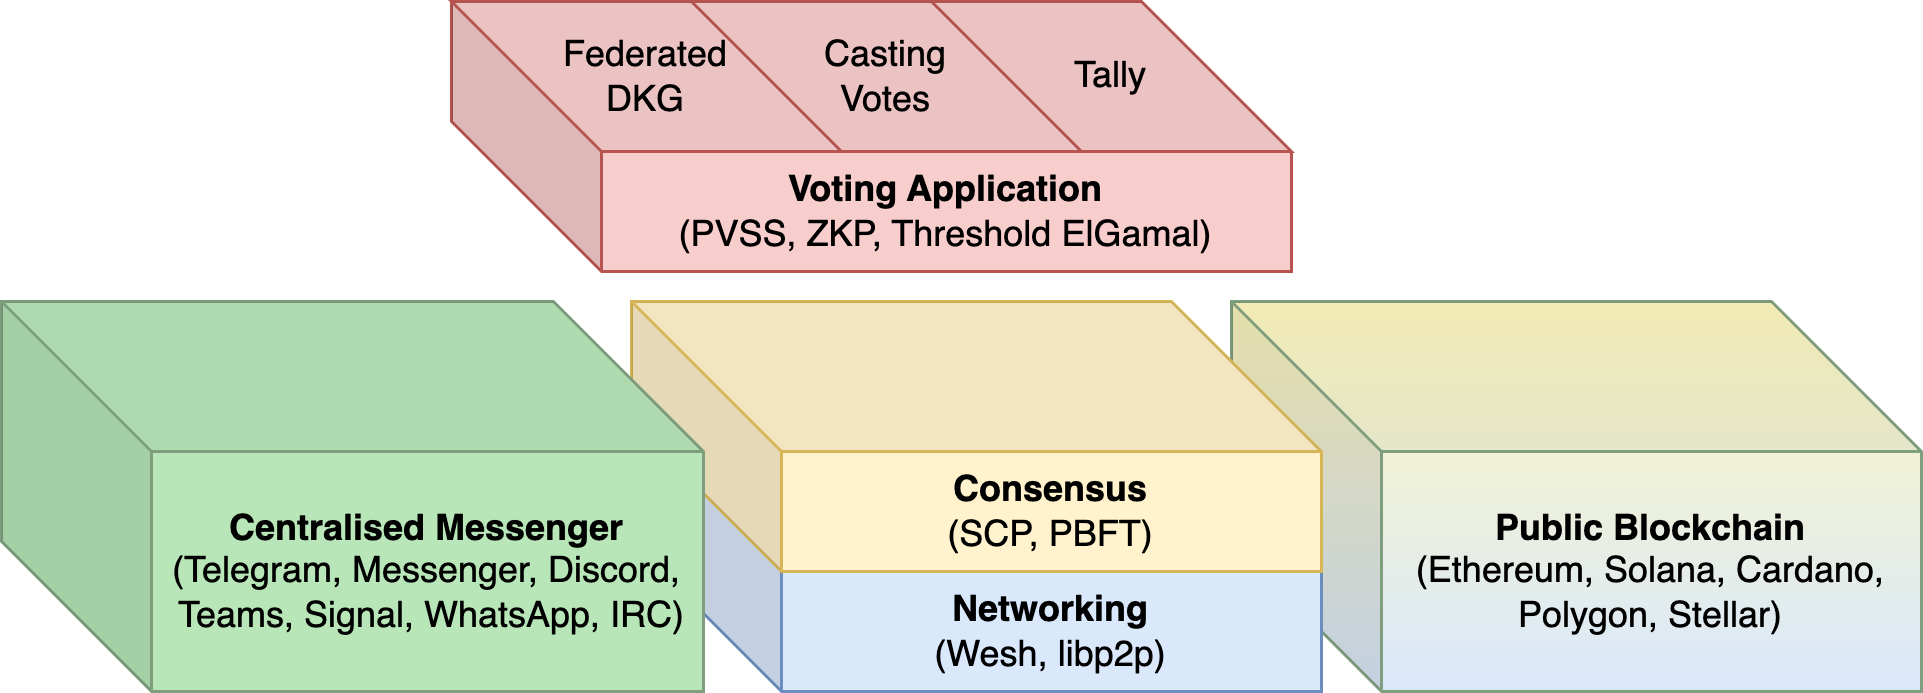 Federated
DKG
Casting
Votes
Tally
Voting Application
(PVSS, ZKP, Threshold ElGamal)
Centralised Messenger
(Telegram, Messenger, Discord,
Teams, Signal, WhatsApp, IRC)
Consensus
(SCP, PBFT)
Networking
(Wesh, libp2p)
Public Blockchain
(Ethereum, Solana, Cardano,
Polygon, Stellar)